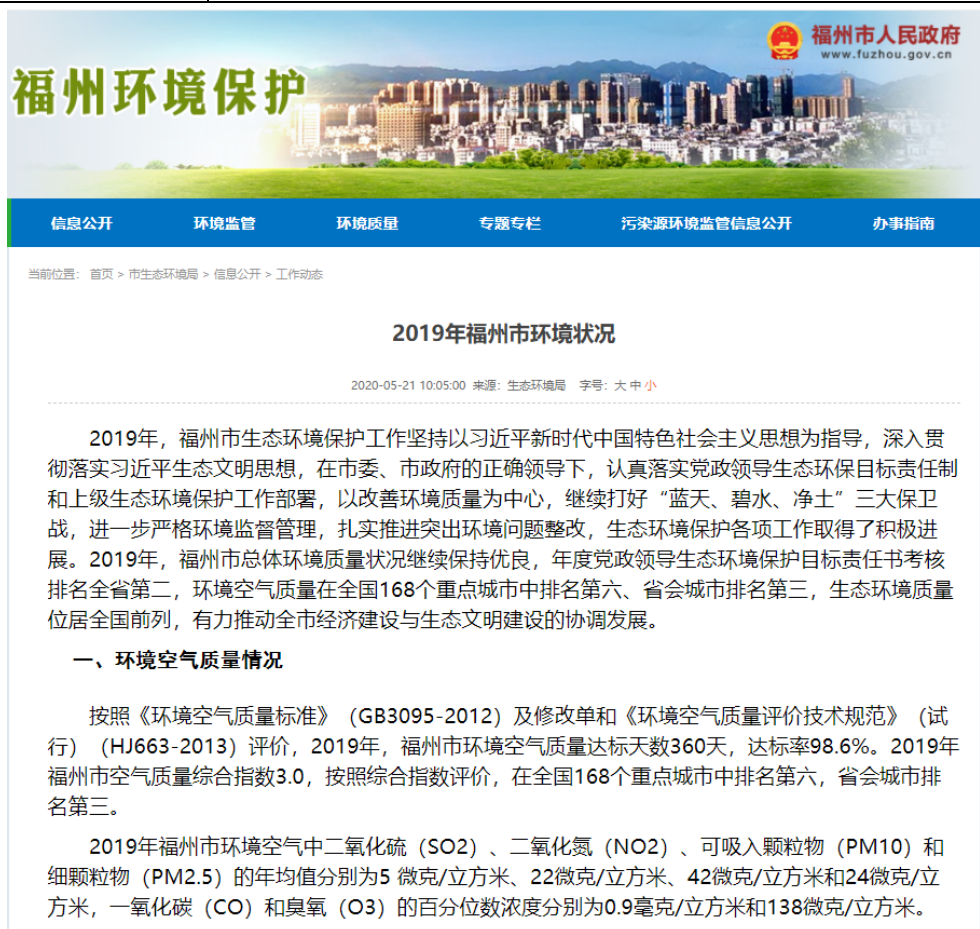 福州市人民政府
www.fuzhou.gov.cn
福州环境保护
信息公开 环境监管 环境质量 专题专栏 污染源环境监管信息公开 办事指南
当前位置： 首页 > 市生态环境局 > 信息公开 > 工作动态
2019年福州市环境状况
2020-05-21 10:05:00 来源：生态环境局 字号：大 中 小
2019年，福州市生态环境保护工作坚持以习近平新时代中国特色社会主义思想为指导，深入贯
彻落实习近平生态文明思想，在市委、市政府的正确领导下，认真落实党政领导生态环保目标责任制
和上级生态环境保护工作部署，以改善环境质量为中心，继续打好“蓝天、碧水、净土”三大保卫
战，进一步严格环境监督管理，扎实推进突出环境问题整改，生态环境保护各项工作取得了积极进
展。2019年，福州市总体环境质量状况继续保持优良，年度党政领导生态环境保护目标责任书考核
排名全省第二，环境空气质量在全国168个重点城市中排名第六、省会城市排名第三，生态环境质量
位居全国前列，有力推动全市经济建设与生态文明建设的协调发展。
一、环境空气质量情况
按照《环境空气质量标准》（GB3095-2012）及修改单和《环境空气质量评价技术规范》（试
行）（HJ663-2013）评价，2019年，福州市环境空气质量达标天数360天，达标率98.6%。2019年
福州市空气质量综合指数3.0，按照综合指数评价，在全国168个重点城市中排名第六，省会城市排
名第三。
2019年福州市环境空气中二氧化硫（SO2）、二氧化氮（NO2）、可吸入颗粒物（PM10）和
细颗粒物（PM2.5）的年均值分别为5 微克/立方米、22微克/立方米、42微克/立方米和24微克/立
方米，一氧化碳（CO）和臭氧（O3）的百分位数浓度分别为0.9毫克/立方米和138微克/立方米。